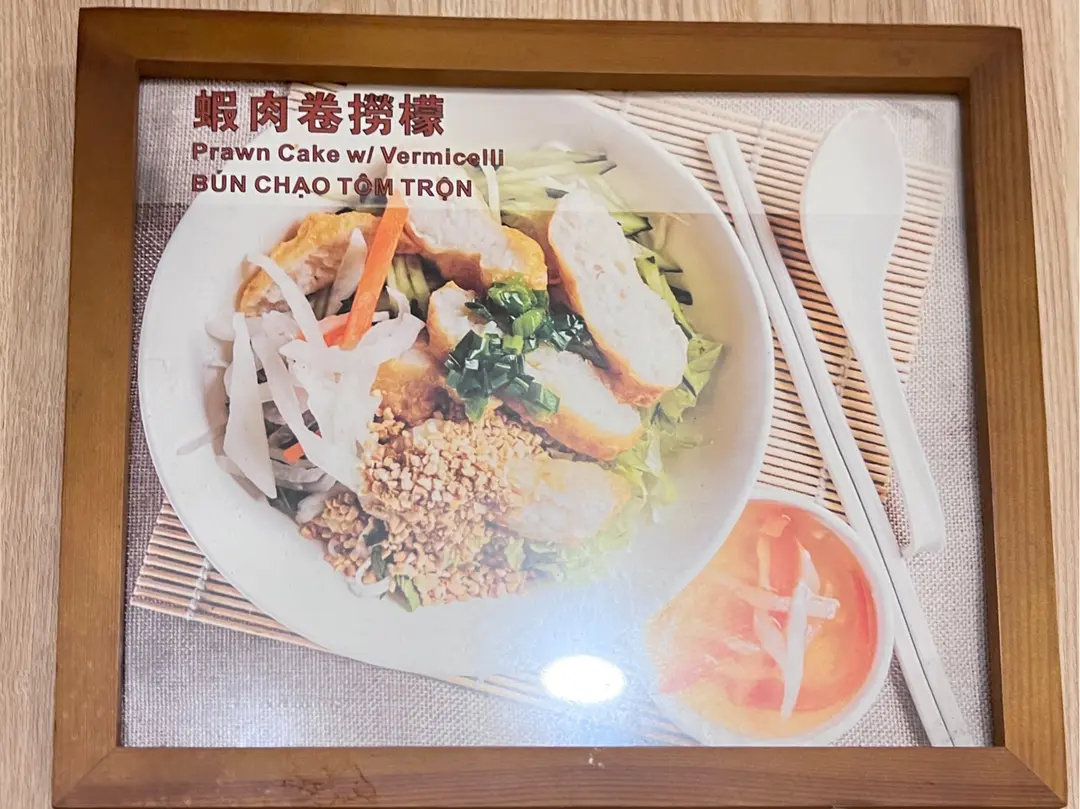 蝦肉卷撈檬
Prawn Cake w/ Vermicelli
BÚN CHẠO TÔM TRỘN